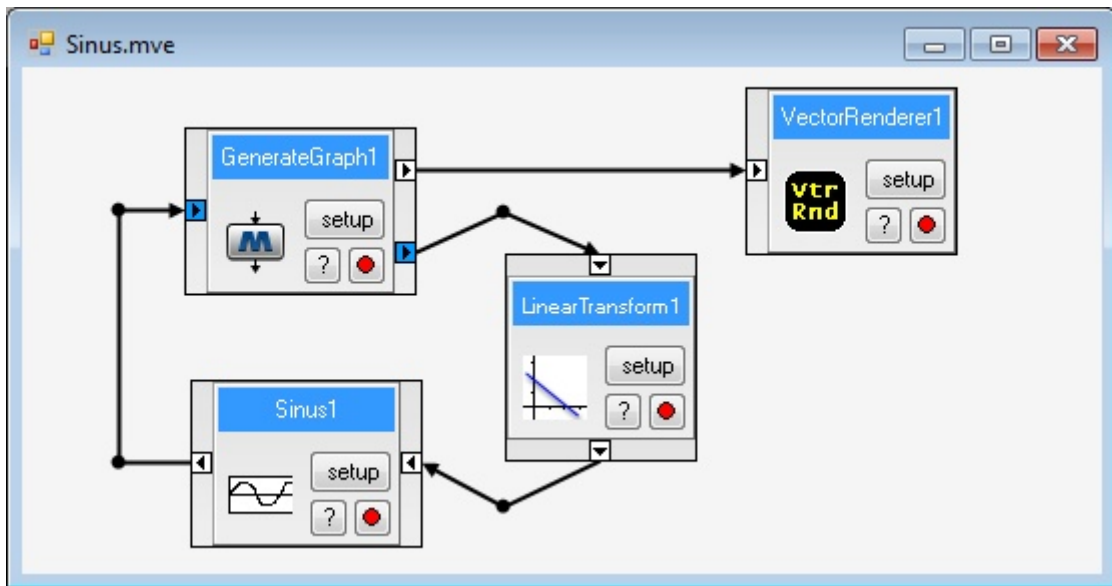 Sinus.mve
VectorRenderer1
Vtr
Rnd
setup
?
GenerateGraph1
M
setup
?
LinearTransform1
setup
?
Sinus1
setup
?